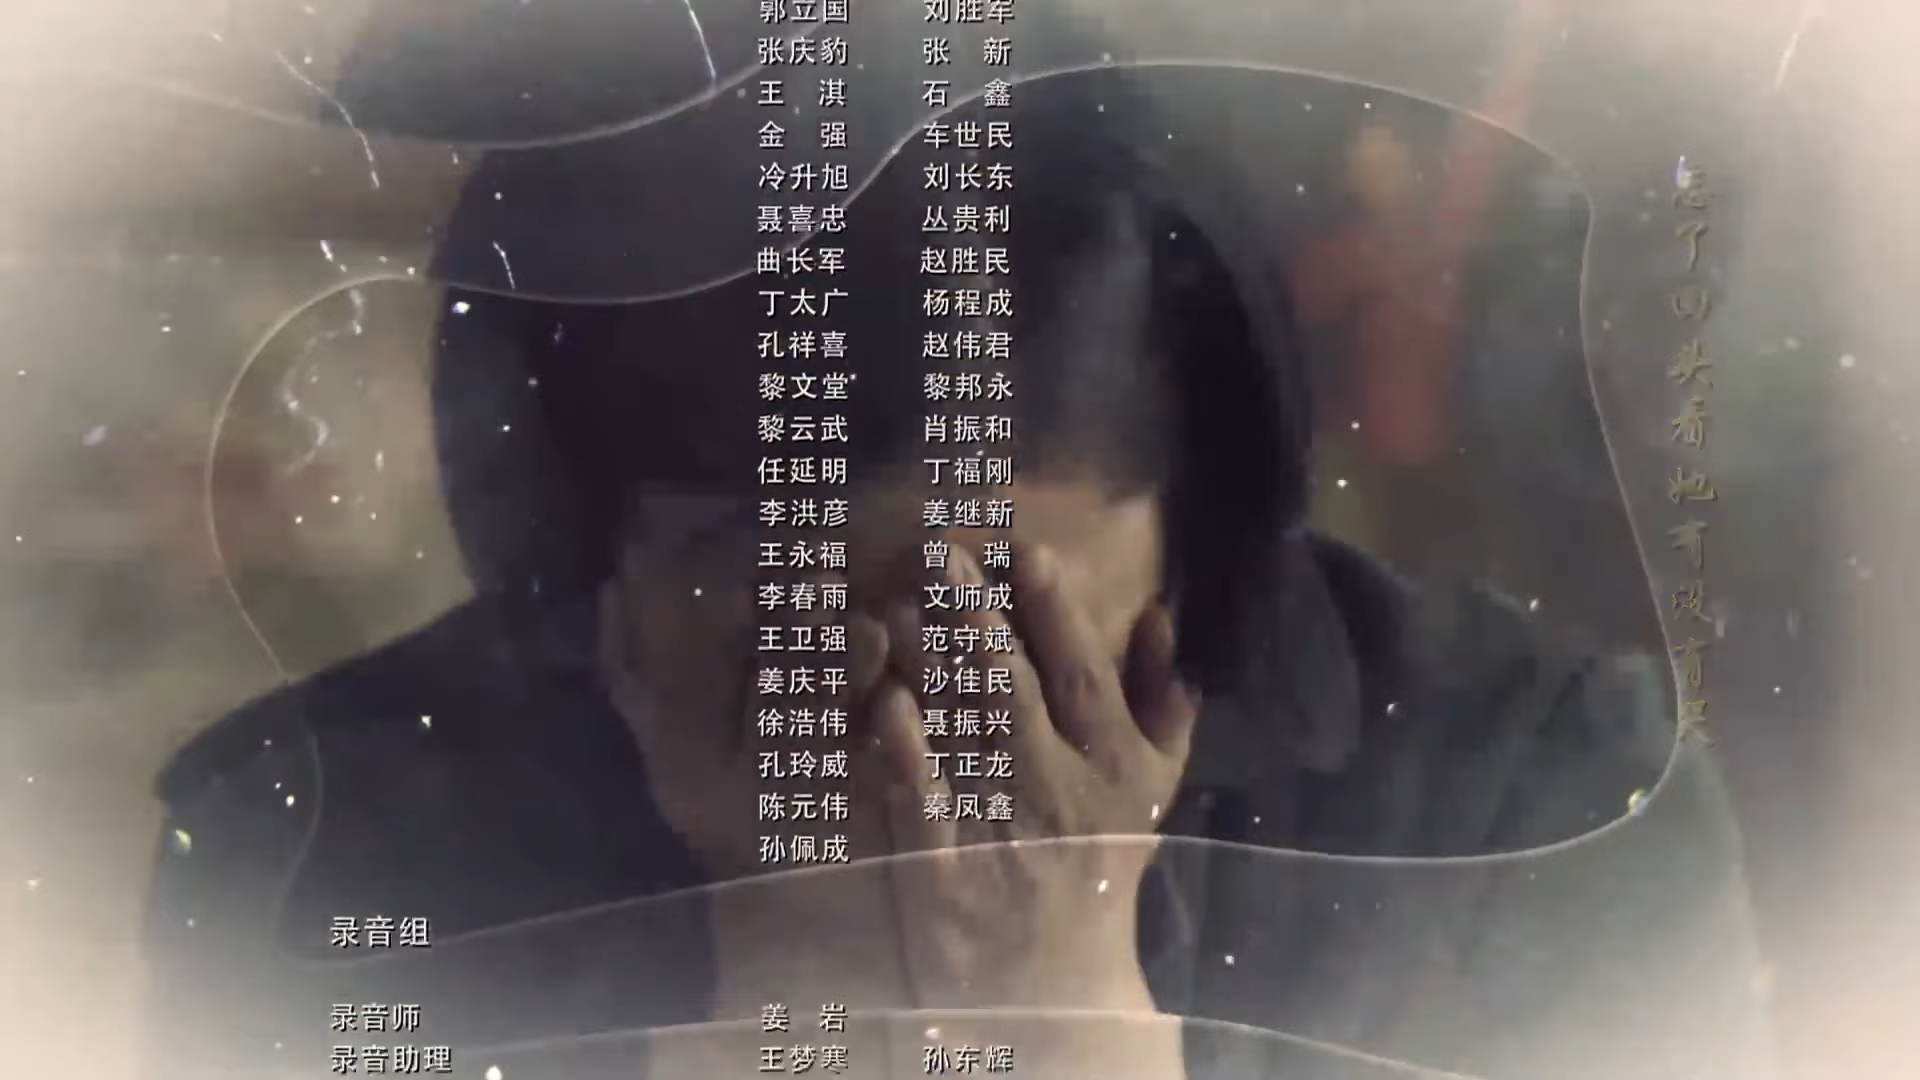 郭立国 刘胜军
张庆豹 张 新
王 淇 石 鑫
金 强 车世民
冷升旭 刘长东
聂喜忠 丛贵利
曲长军 赵胜民
丁太广 杨程成
孔祥喜 赵伟君
黎文堂 黎邦永
黎云武 肖振和
任延明 丁福刚
李洪彦 姜继新
王永福 曾 瑞
李春雨 文师成
王卫强 范守斌
姜庆平 沙佳民
徐浩伟 聂振兴
孔玲威 丁正龙
陈元伟 秦凤鑫
孙佩成
录音组
录音师 姜 岩
录音助理 王梦寒 孙东辉
忘了回头看她有没有哭